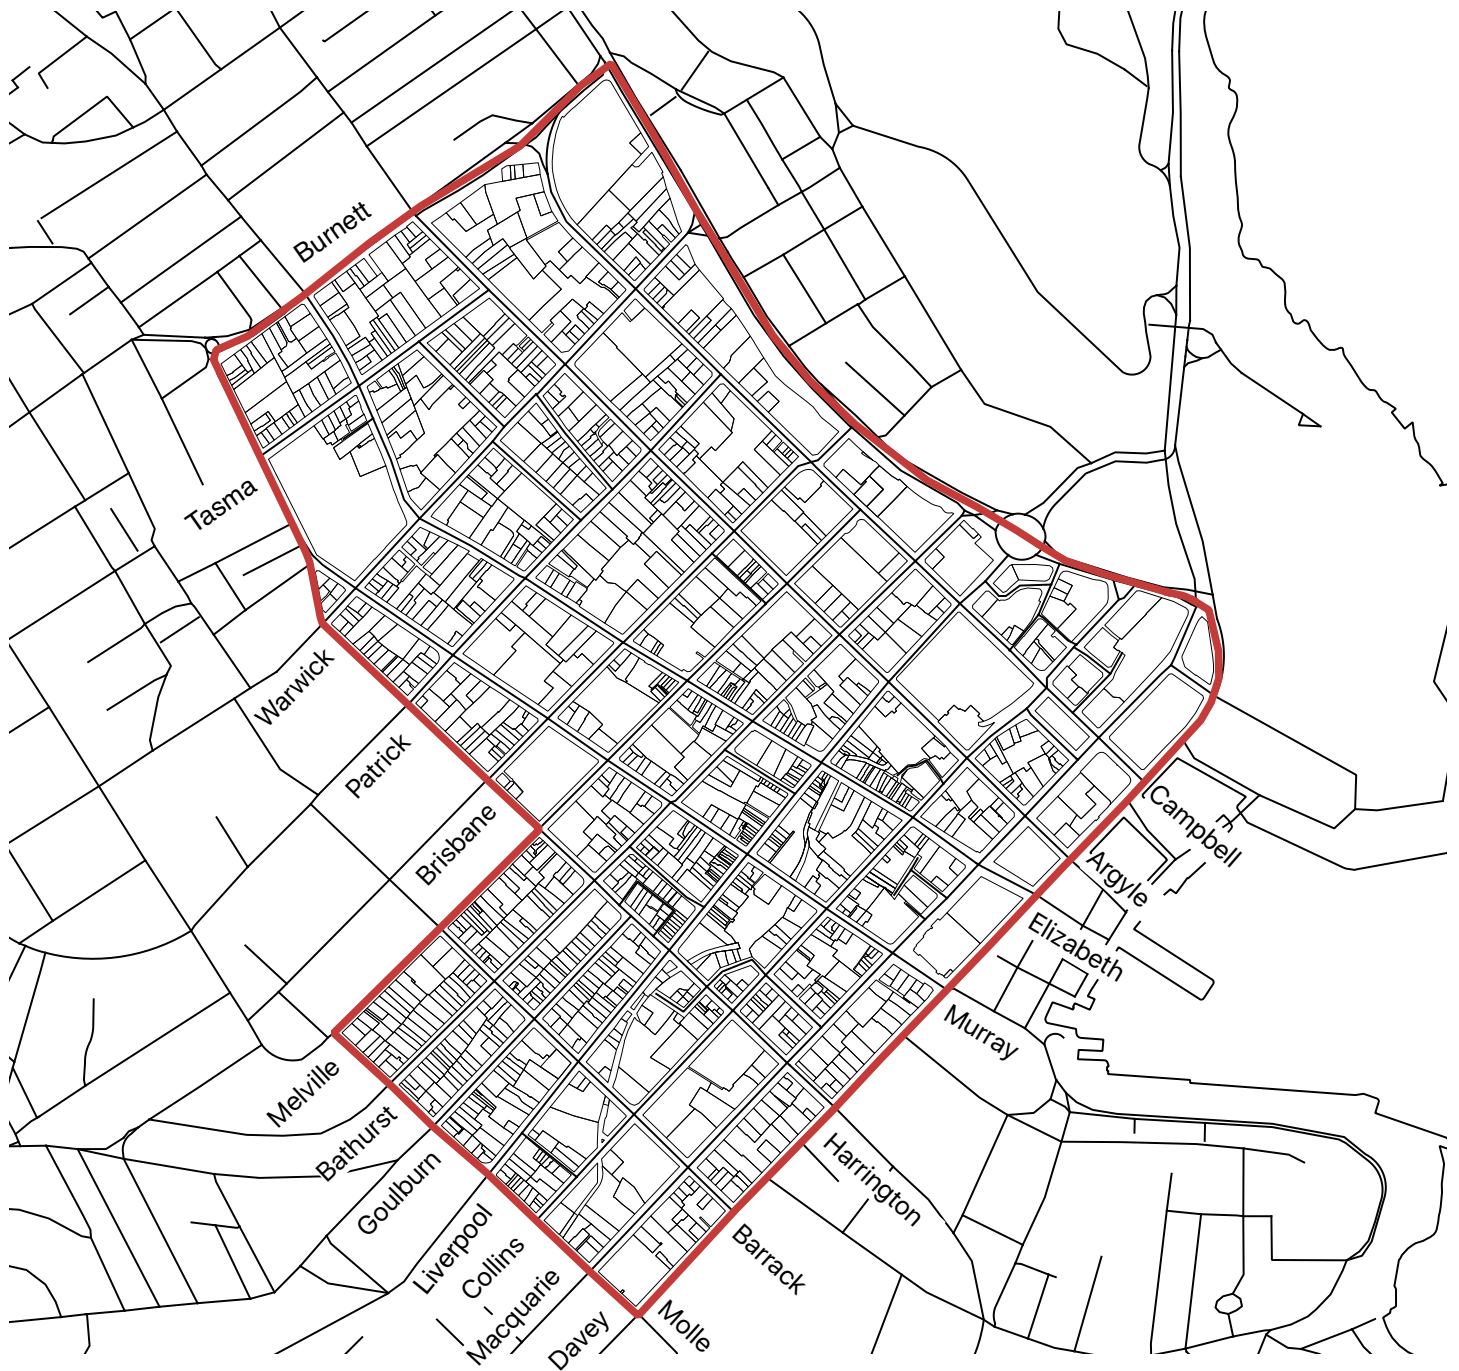 Burnett
Tasma
Warwick
Patrick
Brisbane
Campbell
Argyle
Elizabeth
Murray
Melville
Bathurst
Goulburn
Liverpool
Collins
Macquarie
Davey
Molle
Barrack
Harrington